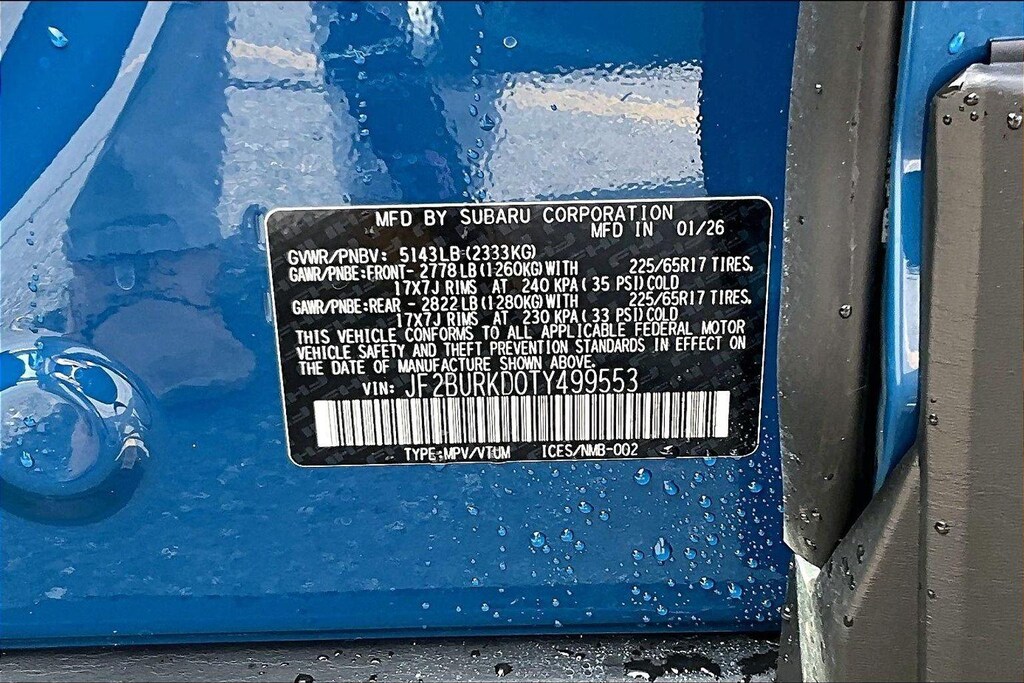 MFD BY SUBARU CORPORATION
MFD IN 01/26
GVWR/PNBV: 5143LB(2333KG)
GAWR/PNBE:FRONT- 2778LB(1260KG)WITH 225/65R17 TIRES,
17X7J RIMS AT 240 KPA( 35 PSI)COLD
GAWR/PNBE:REAR - 2822LB(1280KG)WITH 225/65R17 TIRES,
17X7J RIMS AT 230 KPA( 33 PSI)COLD
THIS VEHICLE CONFORMS TO ALL APPLICABLE FEDERAL MOTOR
VEHICLE SAFETY AND THEFT PREVENTION STANDARDS IN EFFECT ON
THE DATE OF MANUFACTURE SHOWN ABOVE.
VIN: JF2BURKD0TY499553
TYPE:MPV/VTUM ICES/NMB-002